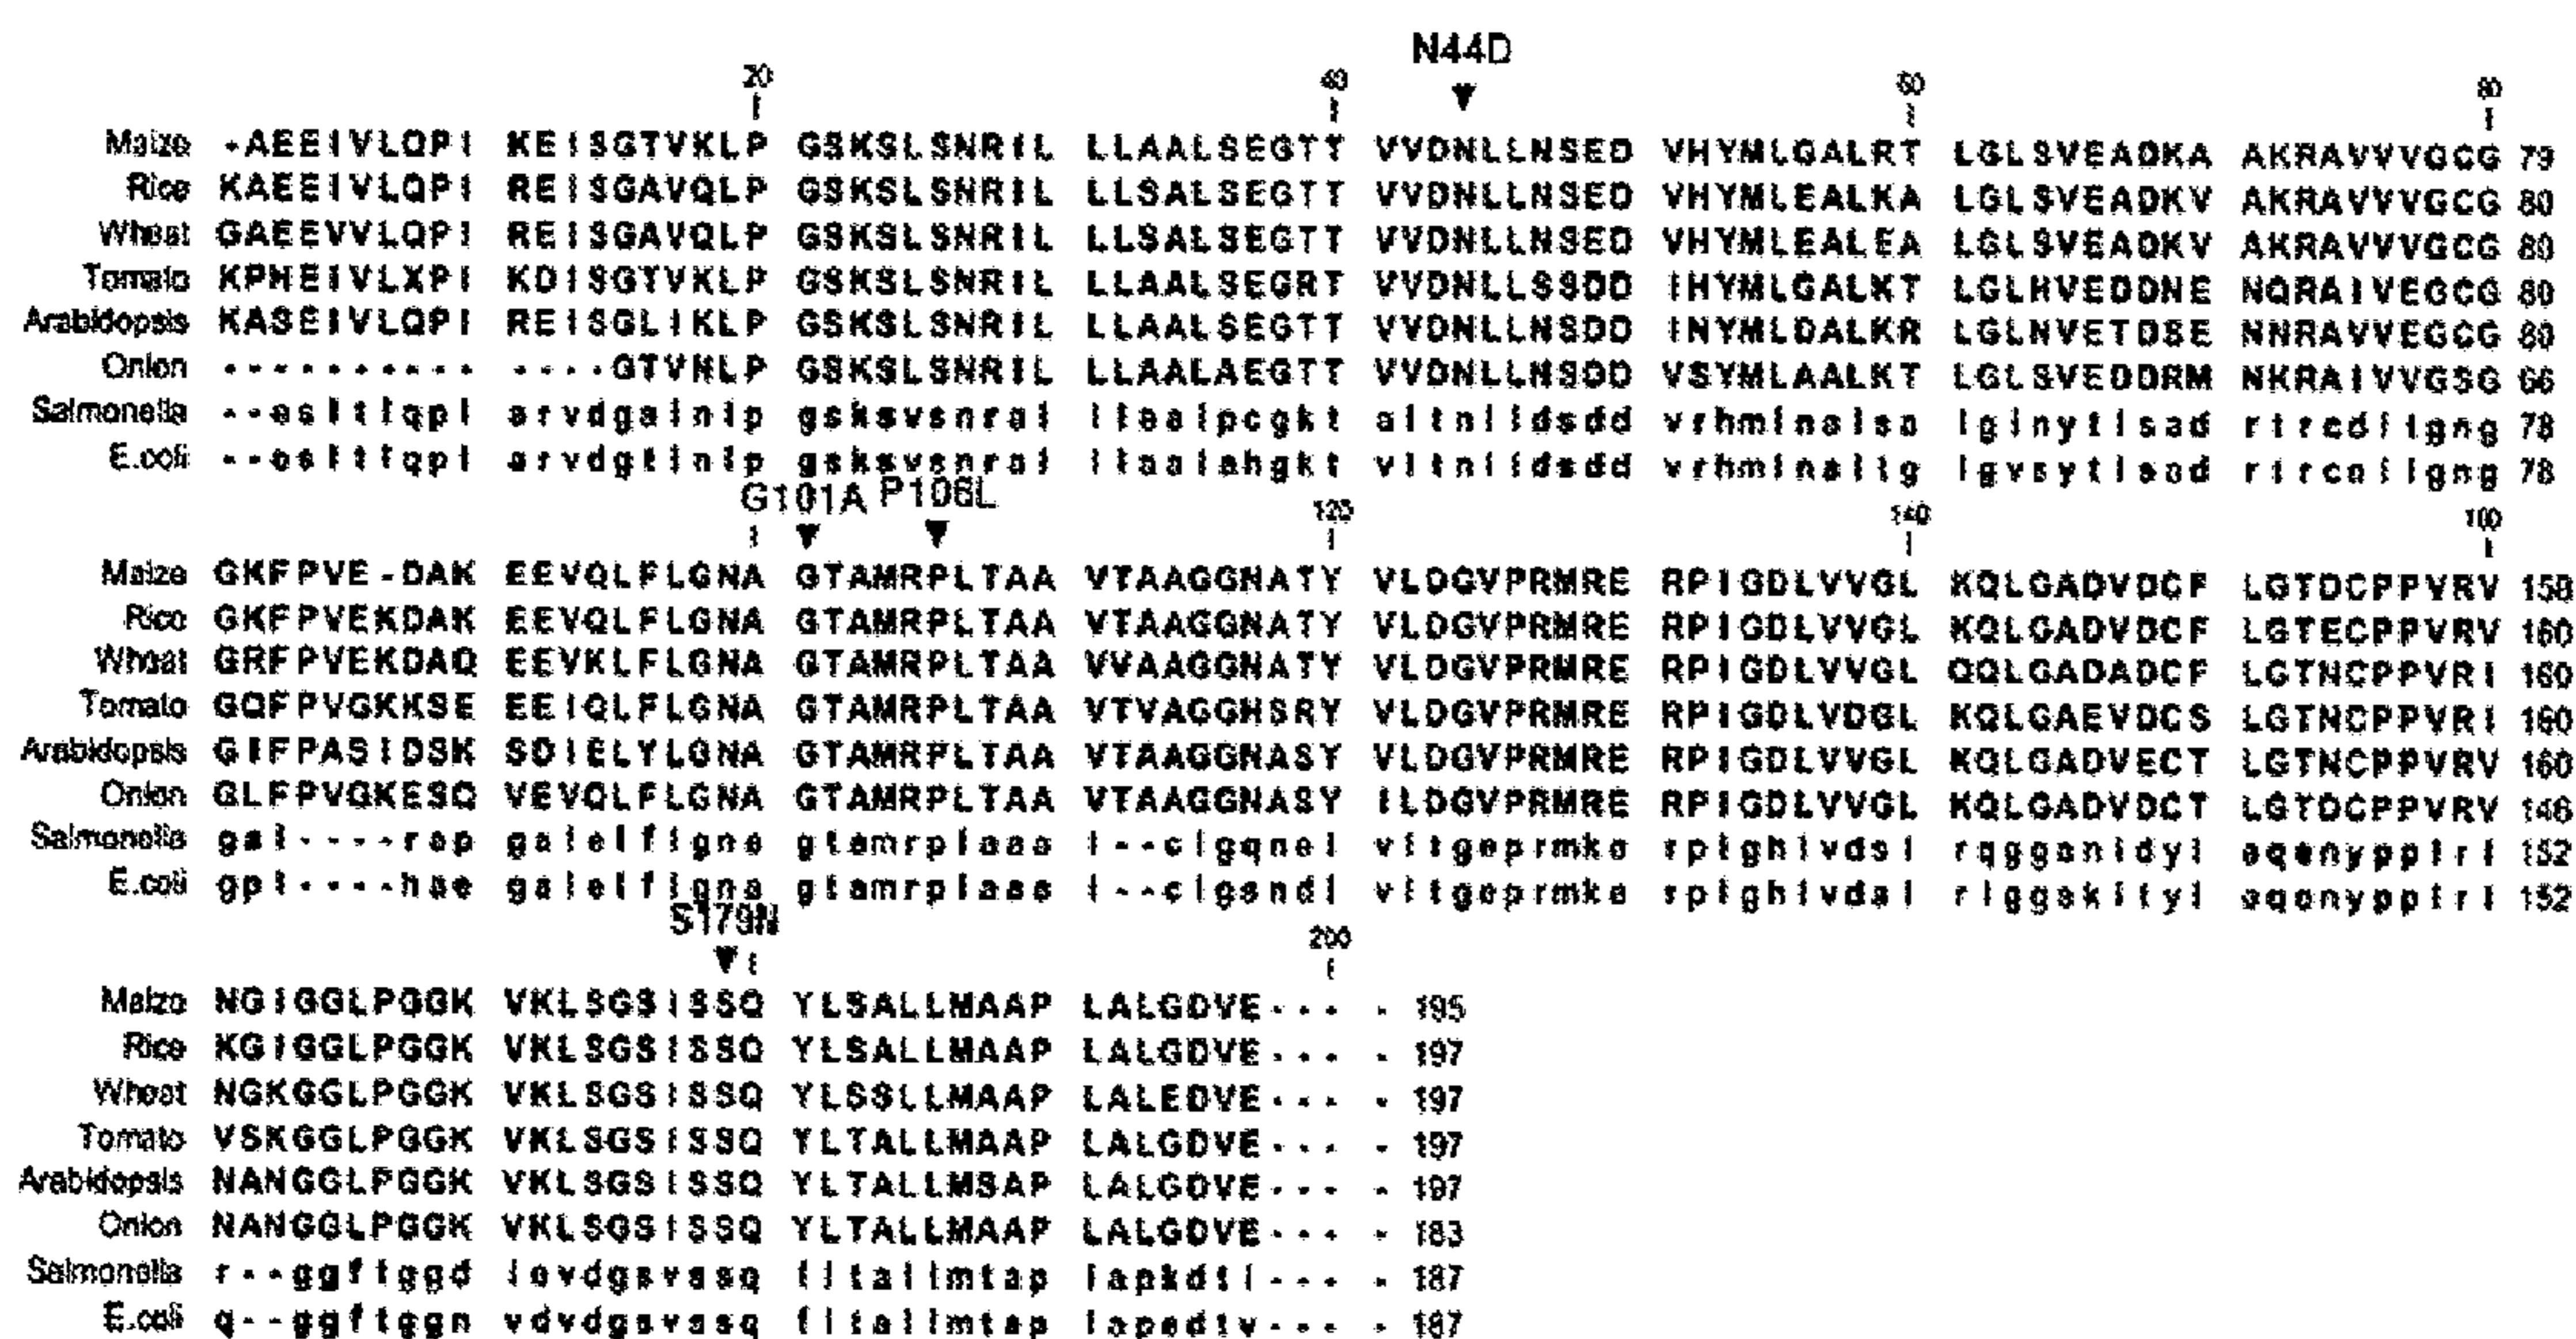 N44D
20 40 60 80
Maize -AEEIVLQPI KEISGTVKLP GSKSLSNRIL LLAALSEGTT VVDNLLNSED VHYMLGALRT LGLSVEADKA AKRAVVVGCG 79
Rice KAEEIVLQPI REISGAVQLP GSKSLSNRIL LLSALSEGTT VVDNLLNSED VHYMLEALKA LGLSVEADKV AKRAVVVGCG 80
Wheat GAEEVVLQPI REISGAVQLP GSKSLSNRIL LLSALSEGTT VVDNLLNSED VHYMLEALEA LGLSVEADKV AKRAVVVGCG 80
Tomato KPHEIVLXPI KDISGTVKLP GSKSLSNRIL LLAALSEGRT VVDNLLSSDD IHYMLGALKT LGLHVEDDNE NQRAIVEGCG 80
Arabidopsis KASEIVLQPI REISGLIKLP GSKSLSNRIL LLAALSEGTT VVDNLLNSDD INYMLDALKR LGLNVETDSE NNRAVVEGCG 80
Onion ---------- ----GTVNLP GSKSLSNRIL LLAALAEGTT VVDNLLNSDD VSYMLAALKT LGLSVEDDRM NKRAIVVGSG 66
Salmonella --esltlqpi arvdgainlp gsksvsnral llaalpcgkt altnlldsdd vrhmlnalsa lginytlsad rtrcditgng 78
E.coli --esltlqpi arvdgtinlp gsksvsnral llaalahgkt vltnlldsdd vrhmlnaltg lgvsytlsad rtrcniigng 78
G101A P106L
120 140 160
Maize GKFPVE-DAK EEVQLFLGNA GTAMRPLTAA VTAAGGNATY VLDGVPRMRE RPIGDLVVGL KQLGADVDCF LGTDCPPVRV 158
Rice GKFPVEKDAK EEVQLFLGNA GTAMRPLTAA VTAAGGNATY VLDGVPRMRE RPIGDLVVGL KQLGADVDCF LGTECPPVRV 160
Wheat GRFPVEKDAQ EEVKLFLGNA GTAMRPLTAA VVAAGGNATY VLDGVPRMRE RPIGDLVVGL QQLGADADCF LGTNCPPVRI 160
Tomato GQFPVGKKSE EEIQLFLGNA GTAMRPLTAA VTVAGGHSRY VLDGVPRMRE RPIGDLVDGL KQLGAEVDCS LGTNCPPVRI 160
Arabidopsis GIFPASIDSK SDIELYLGNA GTAMRPLTAA VTAAGGNASY VLDGVPRMRE RPIGDLVVGL KQLGADVECT LGTNCPPVRV 160
Onion GLFPVGKESQ VEVQLFLGNA GTAMRPLTAA VTAAGGNASY ILDGVPRMRE RPIGDLVVGL KQLGADVDCT LGTDCPPVRV 146
Salmonella gal----rap galelflgna gtamrplaaa l--clgqnei vltgeprmke rpighlvdsl rqgganidyl eqenypplrl 152
E.coli gpl----hae galelflgna gtamrplaaa l--clgsndi vltgeprmke rpighlvdal rlggakityl eqenypplrl 152
S179N
200
Maize NGIGGLPGGK VKLSGSISSQ YLSALLMAAP LALGDVE--- - 195
Rice KGIGGLPGGK VKLSGSISSQ YLSALLMAAP LALGDVE--- - 197
Wheat NGKGGLPGGK VKLSGSISSQ YLSSLLMAAP LALEDVE--- - 197
Tomato VSKGGLPGGK VKLSGSISSQ YLTALLMAAP LALGDVE--- - 197
Arabidopsis NANGGLPGGK VKLSGSISSQ YLTALLMSAP LALGDVE--- - 197
Onion NANGGLPGGK VKLSGSISSQ YLTALLMAAP LALGDVE--- - 183
Salmonella r--ggftggd ievdgsvssq fltallmtap lapkdti--- - 187
E.coli q--ggftggn vdvdgsvssq fltallmtap lapedtv--- - 187